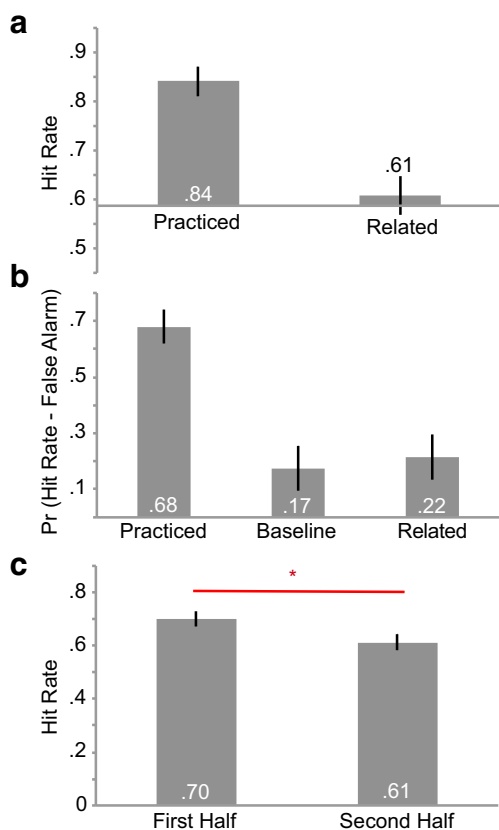 a
Hit Rate
.9
.8
.7
.6
.5
.84
.61
Practiced Related
b
Pr (Hit Rate - False Alarm)
.7
.5
.3
.1
.68 .17 .22
Practiced Baseline Related
c
Hit Rate
.8
.6
.4
.2
0
*
.70 .61
First Half Second Half